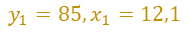 y₁ = 85, x₁ = 12,1